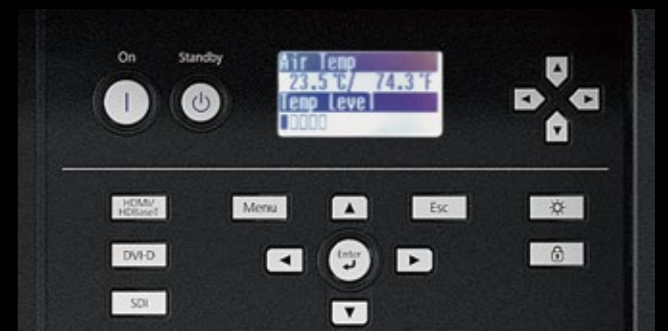 On
Standby
Air Temp
23.5℃/ 74.3℉
Temp Level
HDMI/
HDBaseT
Menu
Esc
DVI-D
Enter
SDI